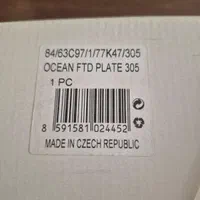 84/63C97/1/77K47/305
OCEAN FTD PLATE 305
1 PC
8 591581 024452
MADE IN CZECH REPUBLIC